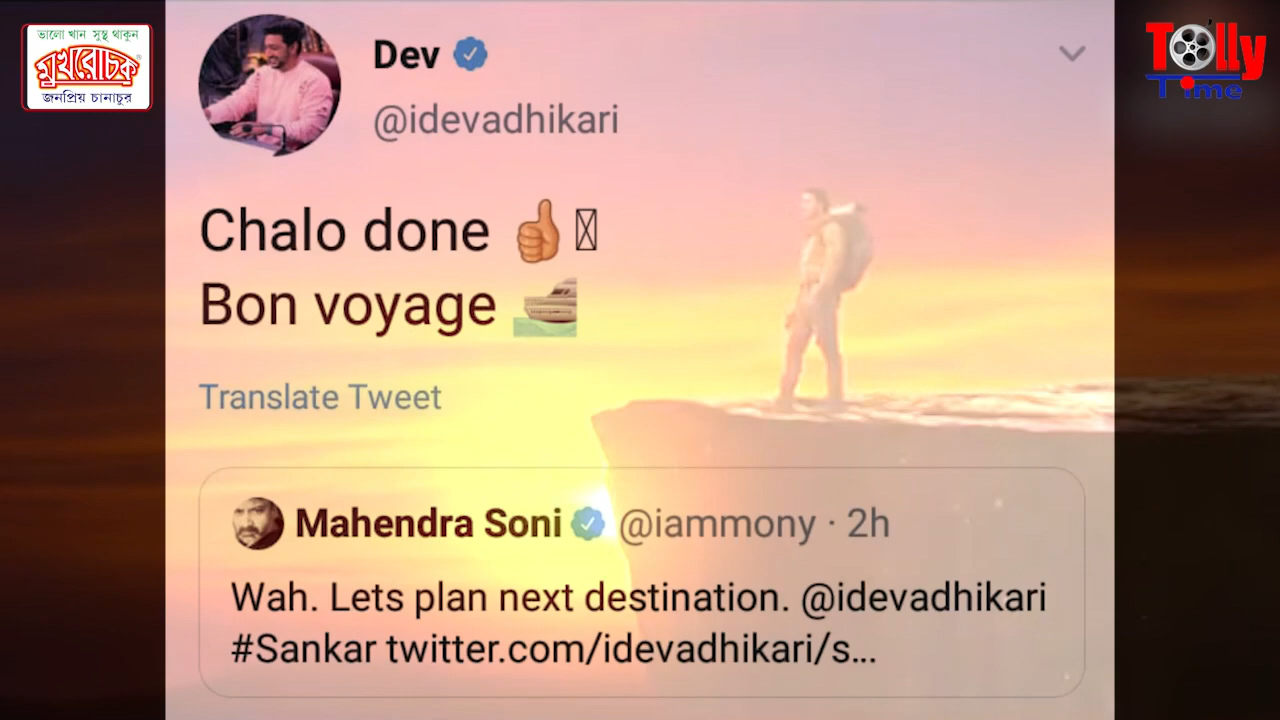 ভালো খান সুস্থ থাকুন
মুখরোচক
জনপ্রিয় চানাচুর
Tolly
Time
Dev
@idevadhikari
Chalo done 👍🏽
Bon voyage 🛥
Translate Tweet
Mahendra Soni @iammony · 2h
Wah. Lets plan next destination. @idevadhikari
#Sankar twitter.com/idevadhikari/s...